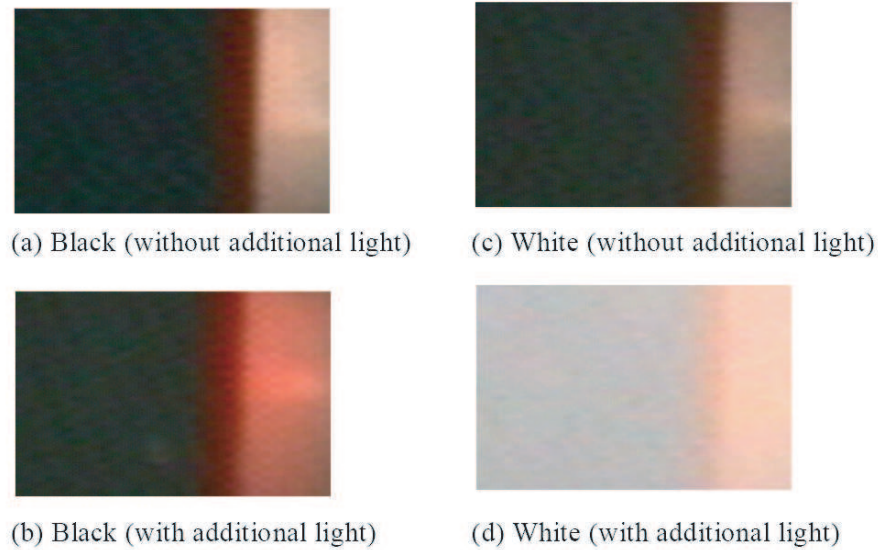 (a) Black (without additional light)
(c) White (without additional light)
(b) Black (with additional light)
(d) White (with additional light)